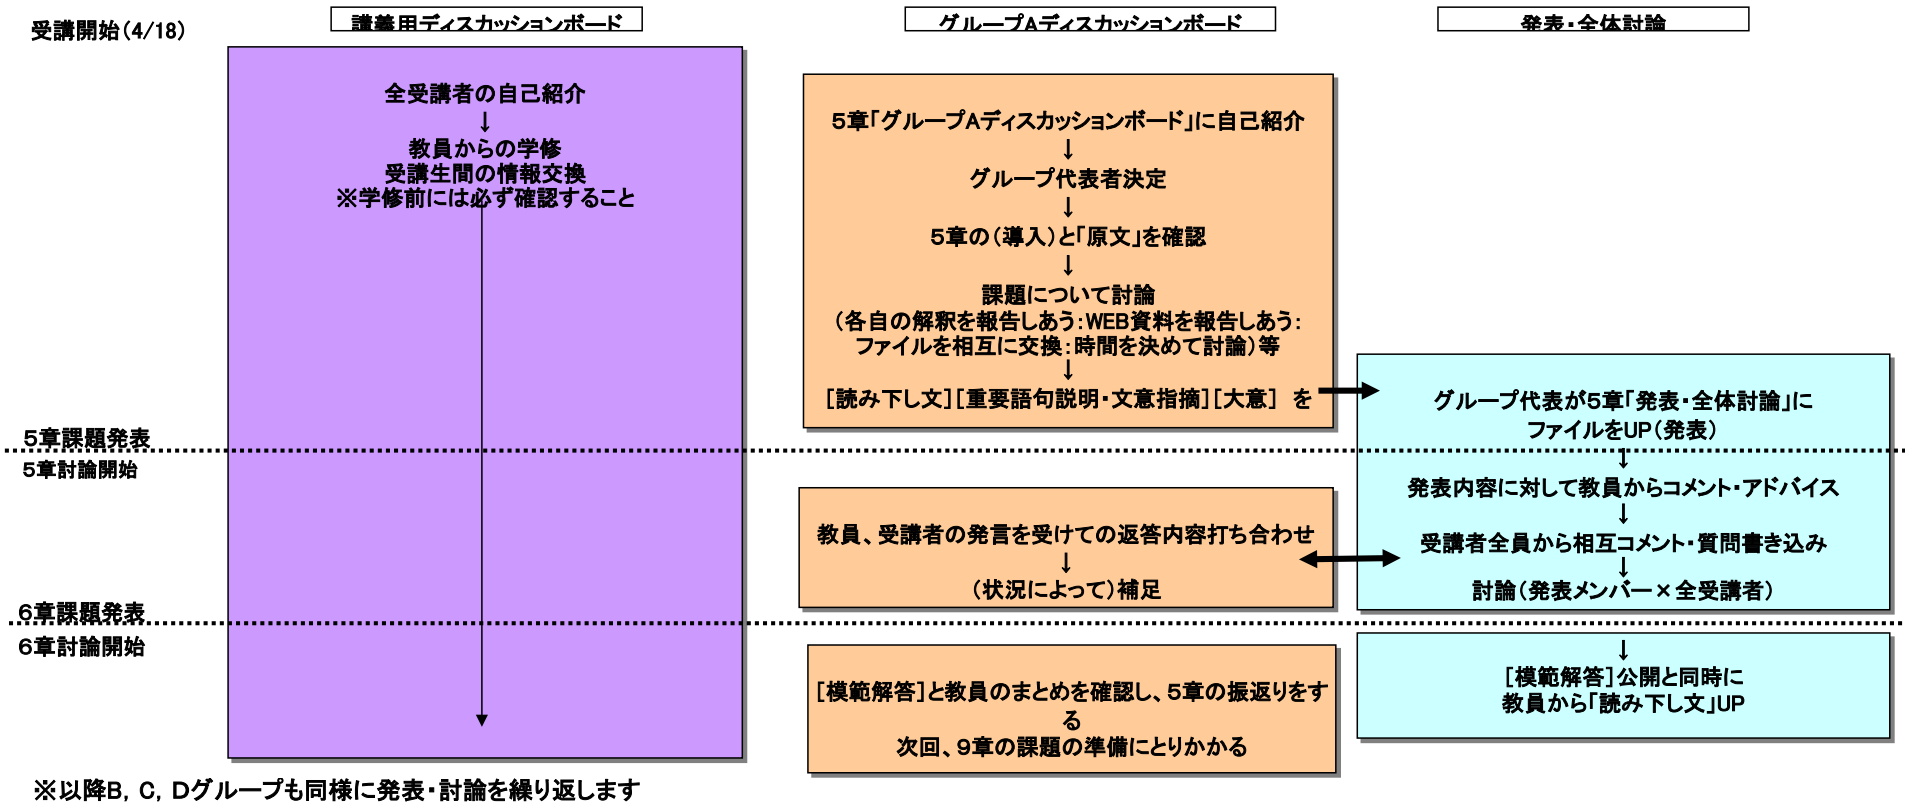 受講開始(4/18)
講義用ディスカッションボード
グループAディスカッションボード
発表・全体討論
全受講者の自己紹介
↓
教員からの学修
受講生間の情報交換
※学修前には必ず確認すること
5章「グループAディスカッションボード」に自己紹介
↓
グループ代表者決定
↓
5章の(導入)と「原文」を確認
↓
課題について討論
(各自の解釈を報告しあう:WEB資料を報告しあう:
ファイルを相互に交換:時間を決めて討論)等
↓
[読み下し文][重要語句説明・文意指摘][大意] を
グループ代表が5章「発表・全体討論」に
ファイルをUP(発表)
↓
発表内容に対して教員からコメント・アドバイス
↓
受講者全員から相互コメント・質問書き込み
↓
討論(発表メンバー×全受講者)
5章課題発表
5章討論開始
教員、受講者の発言を受けての返答内容打ち合わせ
↓
(状況によって)補足
6章課題発表
6章討論開始
[模範解答]と教員のまとめを確認し、5章の振返りをす
る
次回、9章の課題の準備にとりかかる
↓
[模範解答]公開と同時に
教員から「読み下し文」UP
※以降B, C, Dグループも同様に発表・討論を繰り返します